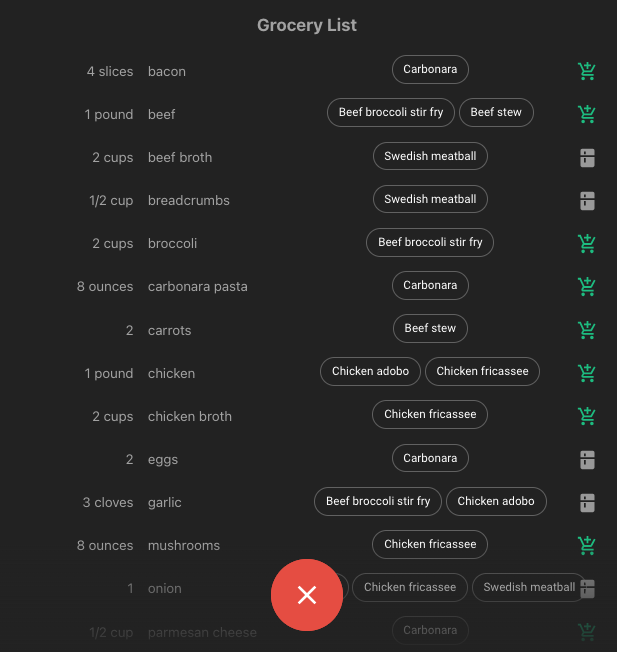 Grocery List
4 slices bacon Carbonara
1 pound beef Beef broccoli stir fry Beef stew
2 cups beef broth Swedish meatball
1/2 cup breadcrumbs Swedish meatball
2 cups broccoli Beef broccoli stir fry
8 ounces carbonara pasta Carbonara
2 carrots Beef stew
1 pound chicken Chicken adobo Chicken fricassee
2 cups chicken broth Chicken fricassee
2 eggs Carbonara
3 cloves garlic Beef broccoli stir fry Chicken adobo
8 ounces mushrooms Chicken fricassee
1 onion Chicken fricassee Swedish meatball
1/2 cup parmesan cheese Carbonara